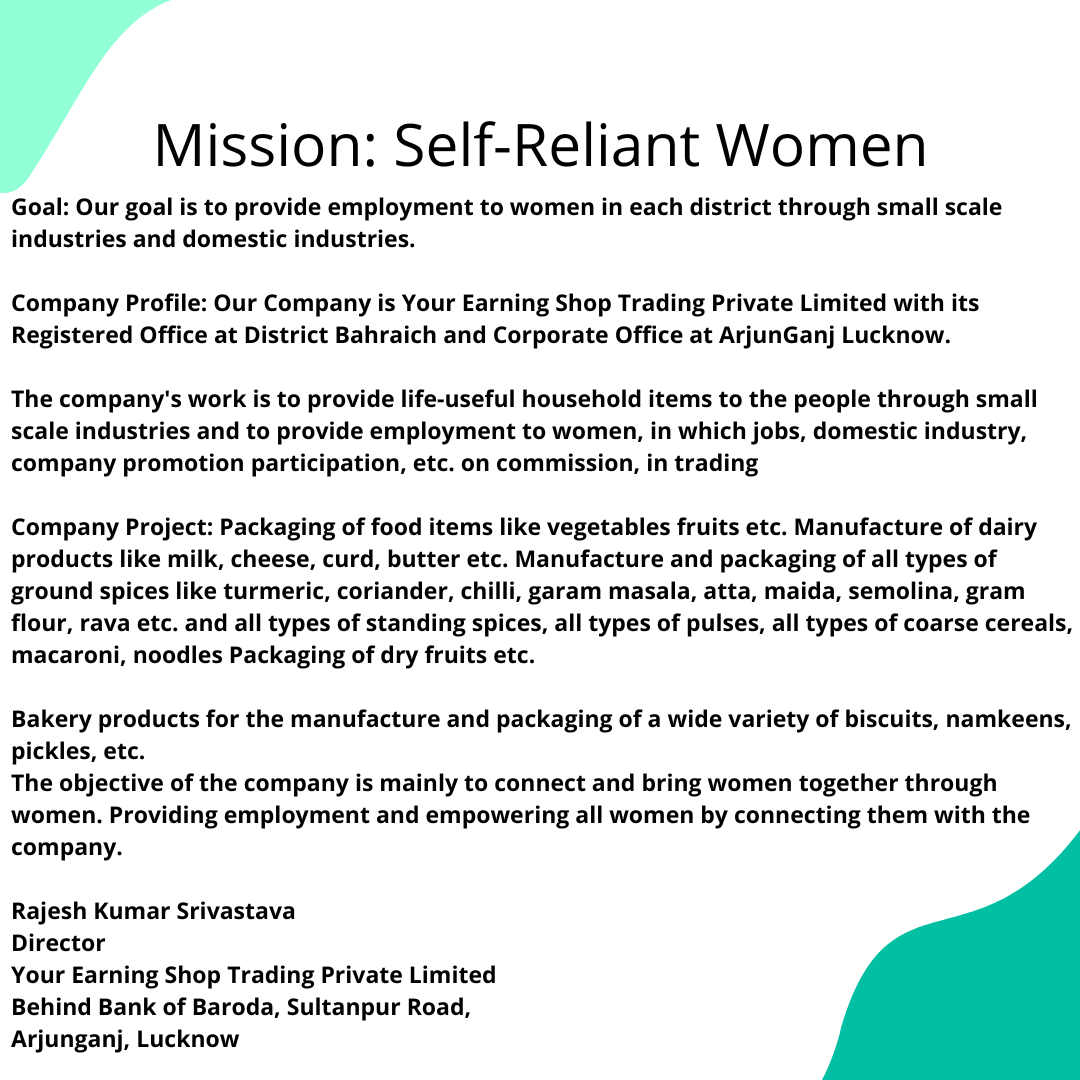 Mission: Self-Reliant Women
Goal: Our goal is to provide employment to women in each district through small scale
industries and domestic industries.
Company Profile: Our Company is Your Earning Shop Trading Private Limited with its
Registered Office at District Bahraich and Corporate Office at ArjunGanj Lucknow.
The company's work is to provide life-useful household items to the people through small
scale industries and to provide employment to women, in which jobs, domestic industry,
company promotion participation, etc. on commission, in trading
Company Project: Packaging of food items like vegetables fruits etc. Manufacture of dairy
products like milk, cheese, curd, butter etc. Manufacture and packaging of all types of
ground spices like turmeric, coriander, chilli, garam masala, atta, maida, semolina, gram
flour, rava etc. and all types of standing spices, all types of pulses, all types of coarse cereals,
macaroni, noodles Packaging of dry fruits etc.
Bakery products for the manufacture and packaging of a wide variety of biscuits, namkeens,
pickles, etc.
The objective of the company is mainly to connect and bring women together through
women. Providing employment and empowering all women by connecting them with the
company.
Rajesh Kumar Srivastava
Director
Your Earning Shop Trading Private Limited
Behind Bank of Baroda, Sultanpur Road,
Arjunganj, Lucknow